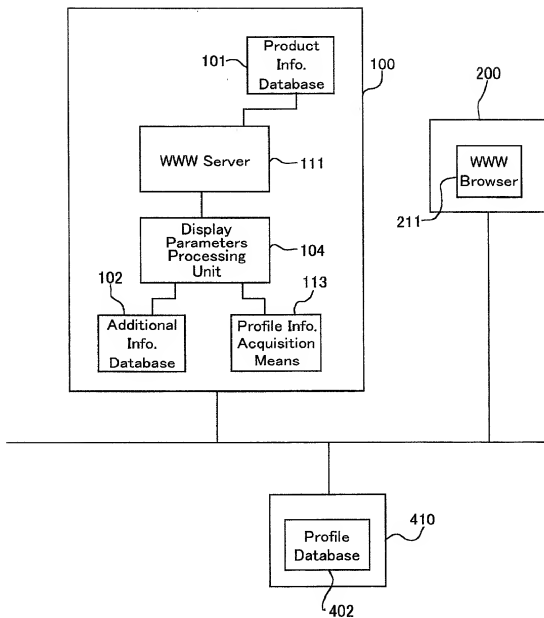 Product
Info.
Database
101
100
WWW Server
111
Display
Parameters
Processing
Unit
104
102
113
Additional
Info.
Database
Profile Info.
Acquisition
Means
200
WWW
Browser
211
410
Profile
Database
402